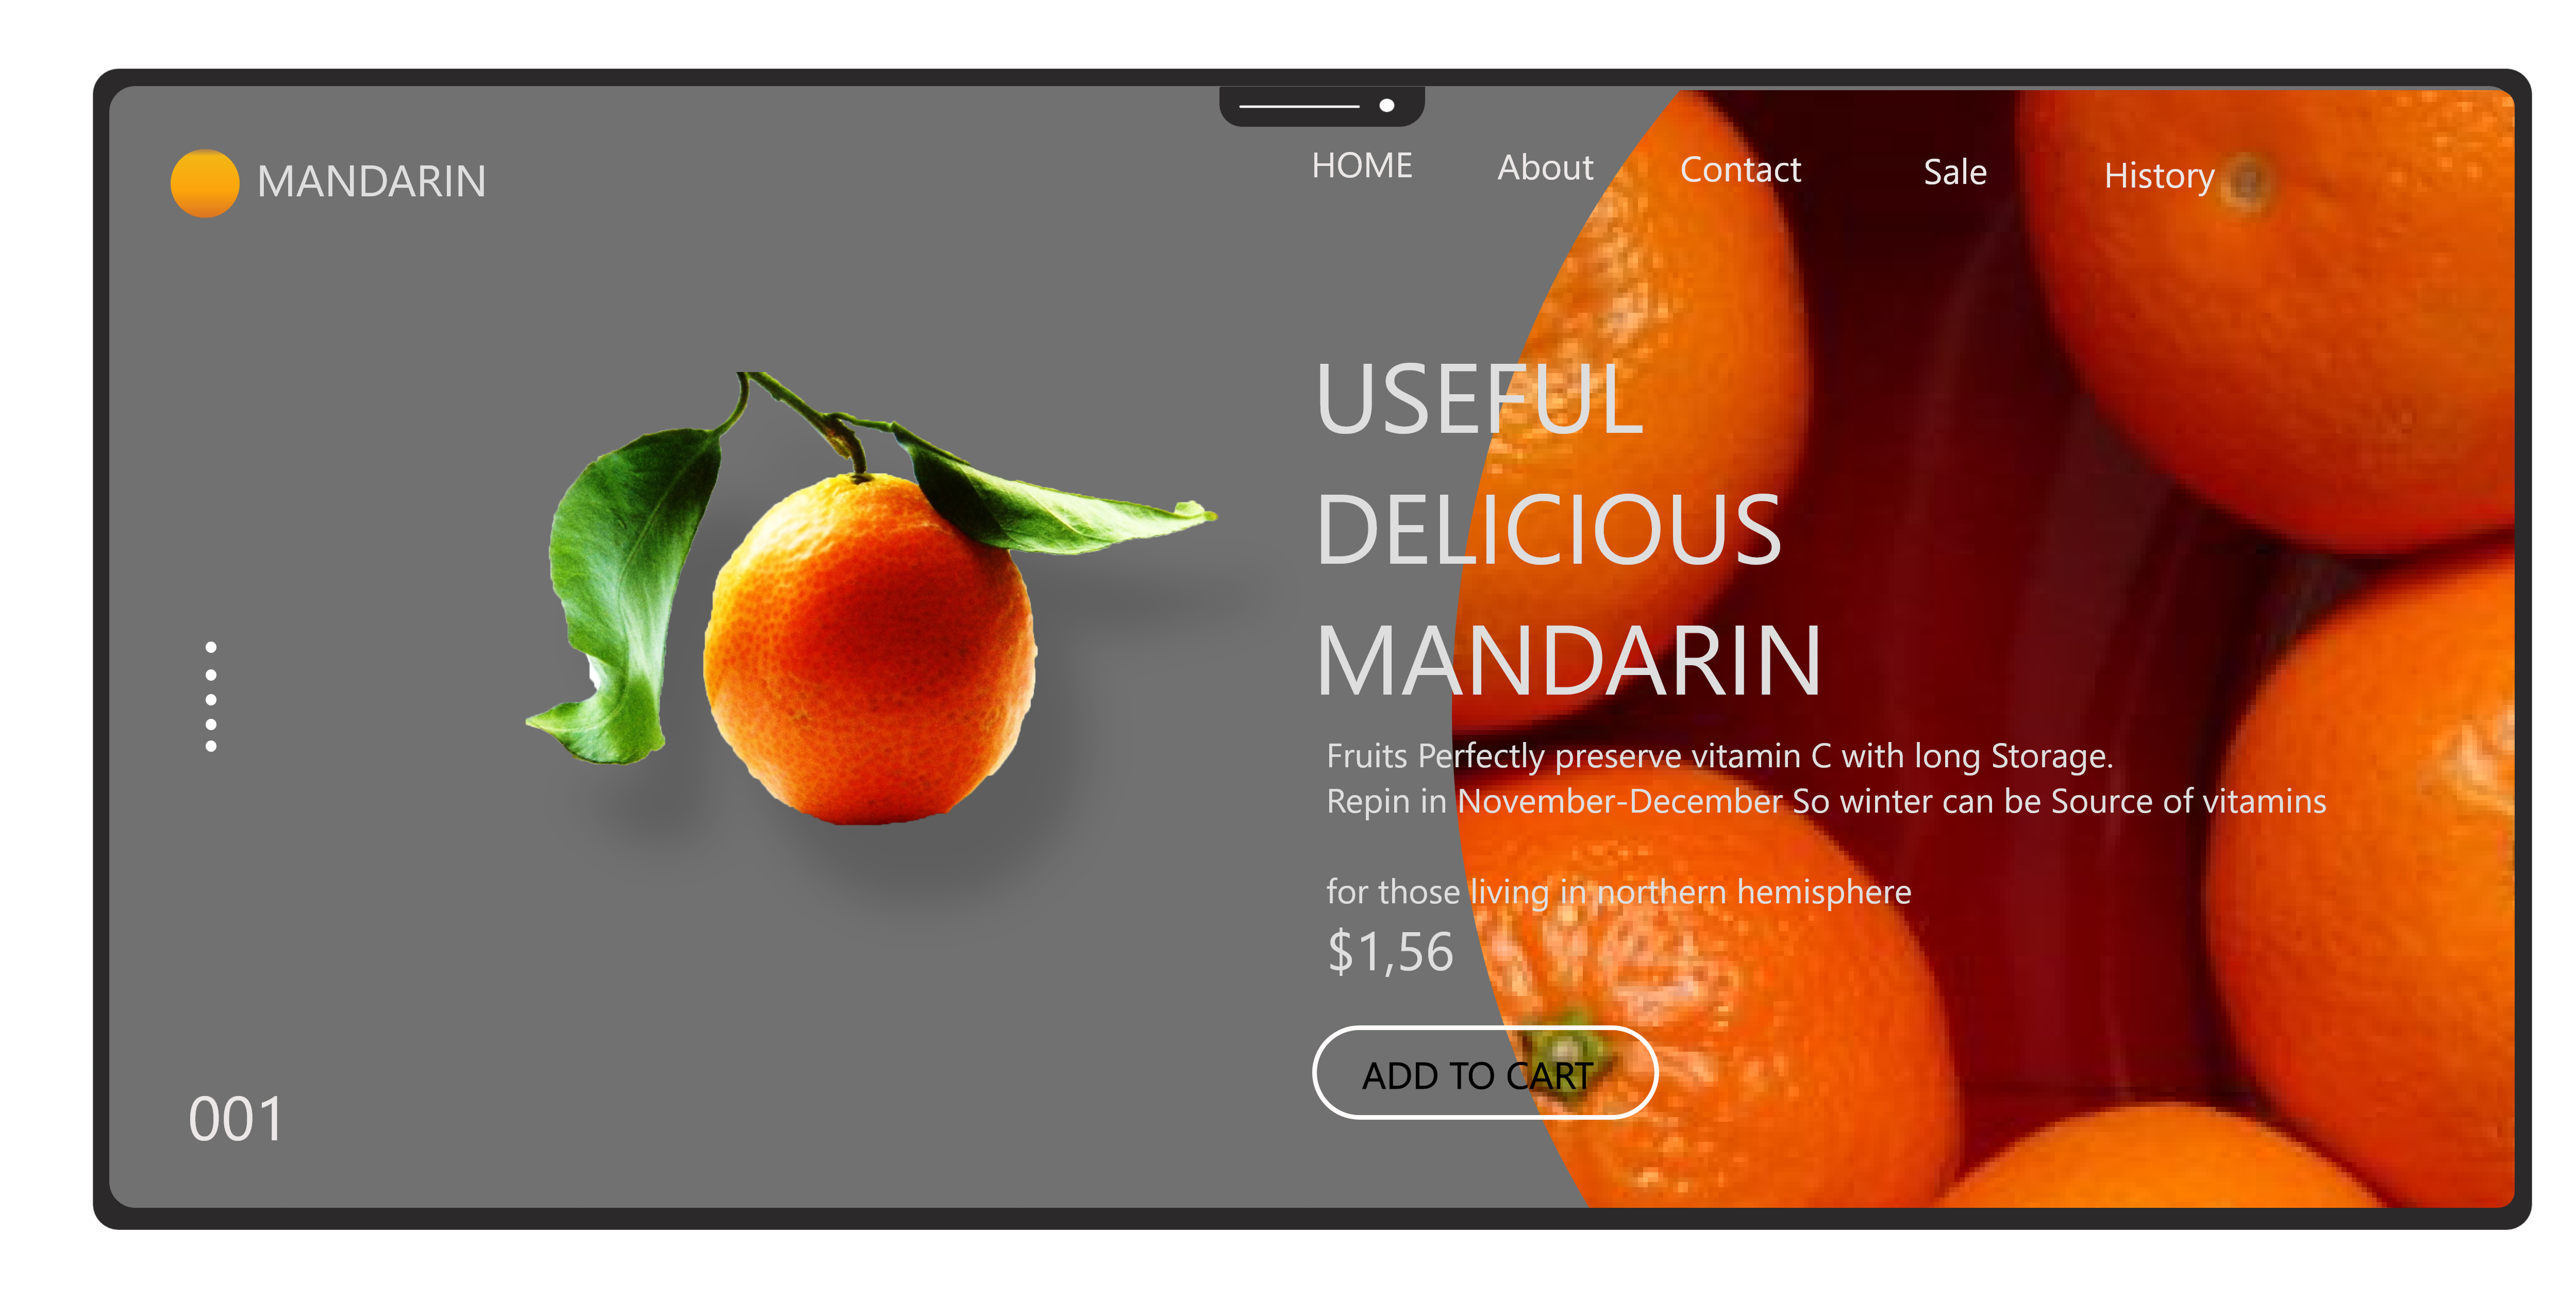 MANDARIN
HOME About Contact Sale History
USEFUL
DELICIOUS
MANDARIN
Fruits Perfectly preserve vitamin C with long Storage.
Repin in November-December So winter can be Source of vitamins
for those living in northern hemisphere
$1,56
ADD TO CART
001